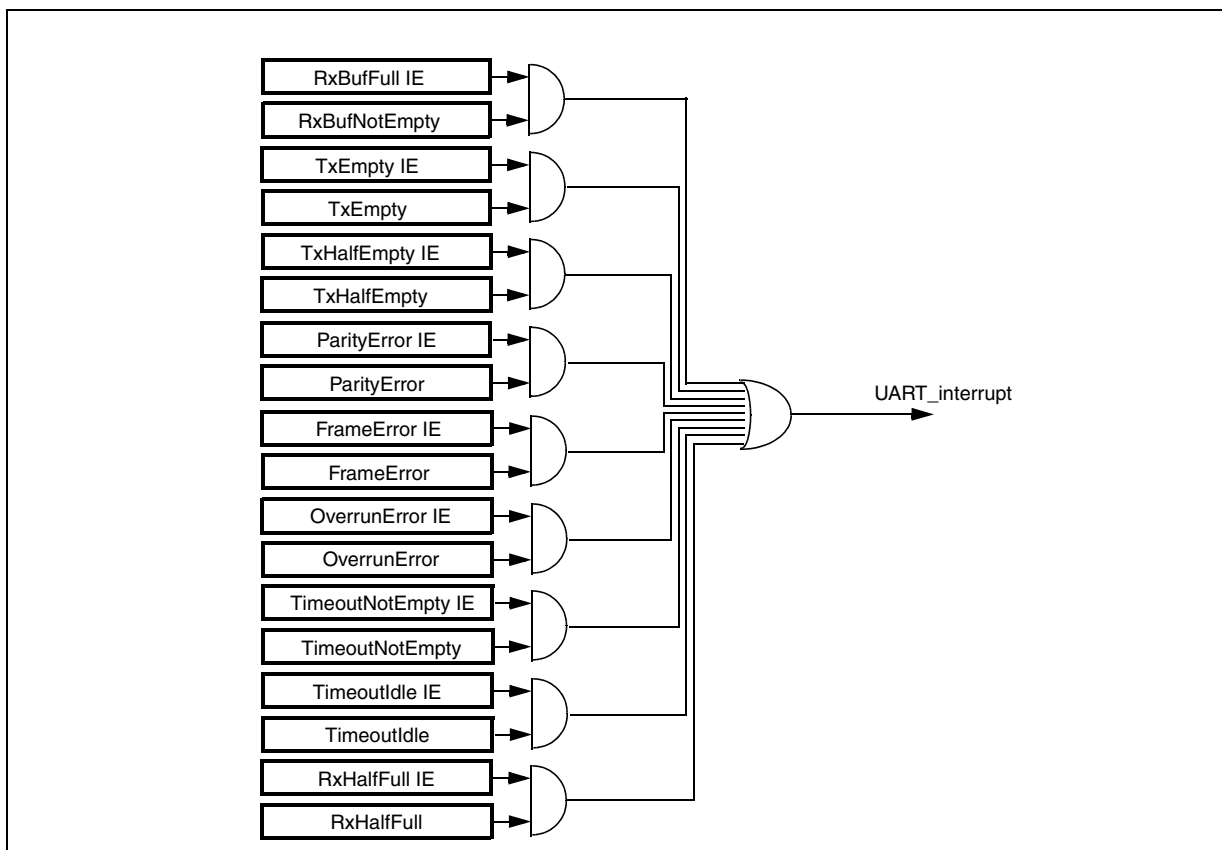 RxBufFull IE
RxBufNotEmpty
TxEmpty IE
TxEmpty
TxHalfEmpty IE
TxHalfEmpty
ParityError IE
ParityError
FrameError IE
FrameError
OverrunError IE
OverrunError
TimeoutNotEmpty IE
TimeoutNotEmpty
TimeoutIdle IE
TimeoutIdle
RxHalfFull IE
RxHalfFull
UART_interrupt